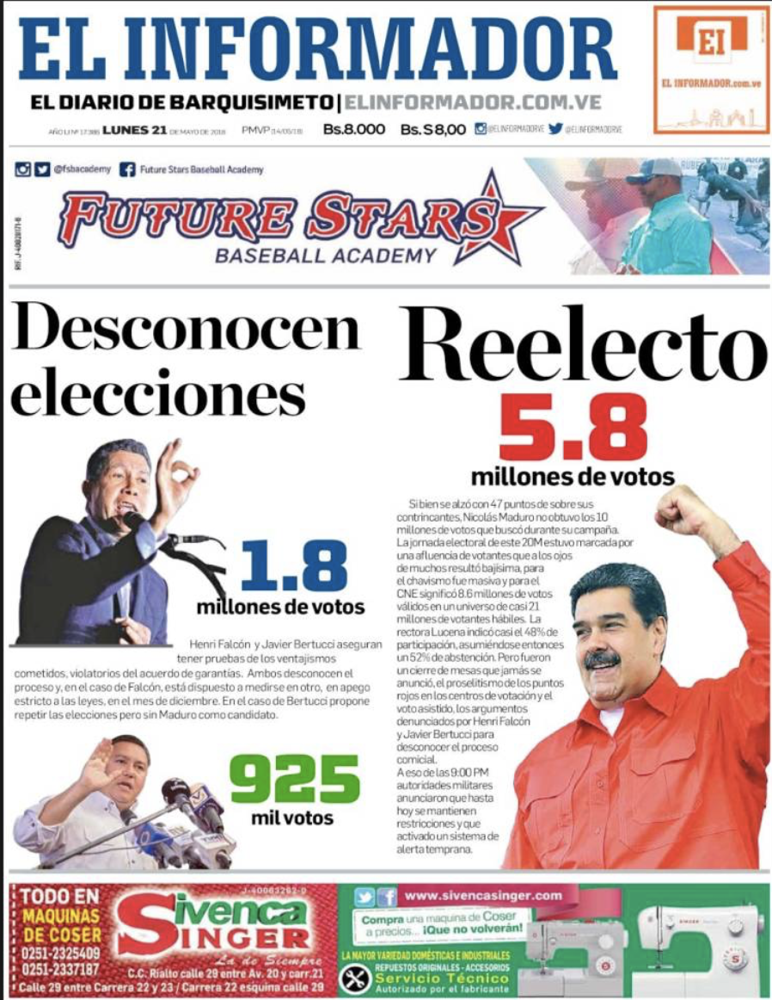 EL INFORMADOR
EL DIARIO DE BARQUISIMETO|ELINFORMADOR.COM.VE
EI
EL INFORMADOR.com.ve
AÑO LI Nº 17.386 LUNES 21 DE MAYO DE 2018 PMVP (14/05/18) Bs.8.000 Bs.S 8,00 @ELINFORMADORVE @ELINFORMADORVE
@fsbacademy Future Stars Baseball Academy
RIF. J-40828171-8
FUTURE STARS
BASEBALL ACADEMY
Desconocen
elecciones
1.8
millones de votos
Henri Falcón y Javier Bertucci aseguran
tener pruebas de los ventajismos
cometidos, violatorios del acuerdo de garantías. Ambos desconocen el
proceso y, en el caso de Falcón, está dispuesto a medirse en otro, en apego
estricto a las leyes, en el mes de diciembre. En el caso de Bertucci propone
repetir las elecciones pero sin Maduro como candidato.
925
mil votos
Reelecto
5.8
millones de votos
Si bien se alzó con 47 puntos de sobre sus
contrincantes, Nicolás Maduro no obtuvo los 10
millones de votos que buscó durante su campaña.
La jornada electoral de este 20M estuvo marcada por
una afluencia de votantes que a los ojos
de muchos resultó bajísima, para
el chavismo fue masiva y para el
CNE significó 8.6 millones de votos
válidos en un universo de casi 21
millones de votantes hábiles. La
rectora Lucena indicó casi el 48% de
participación, asumiéndose entonces
un 52% de abstención. Pero fueron
un cierre de mesas que jamás se
anunció, el proselitismo de los puntos
rojos en los centros de votación y el
voto asistido, los argumentos
denunciados por Henri Falcón
y Javier Bertucci para
desconocer el proceso
comicial.
A eso de las 9:00 PM
autoridades militares
anunciaron que hasta
hoy se mantienen
restricciones y que
activado un sistema de
alerta temprana.
TODO EN
MAQUINAS
DE COSER
0251-2325409
0251-2337187
J-40083262-0
Sivenca
SINGER
La de Siempre
C.C. Rialto calle 29 entre Av. 20 y carr.21
Calle 29 entre Carrera 22 y 23 / Carrera 22 esquina calle 29
www.sivencasinger.com
Compra una maquina de Coser
a precios... ¡Que no volverán!
LA MAYOR VARIEDAD DOMÉSTICAS E INDUSTRIALES
REPUESTOS ORIGINALES - ACCESORIOS
Servicio Técnico
Autorizado por el fabricante
SINGER